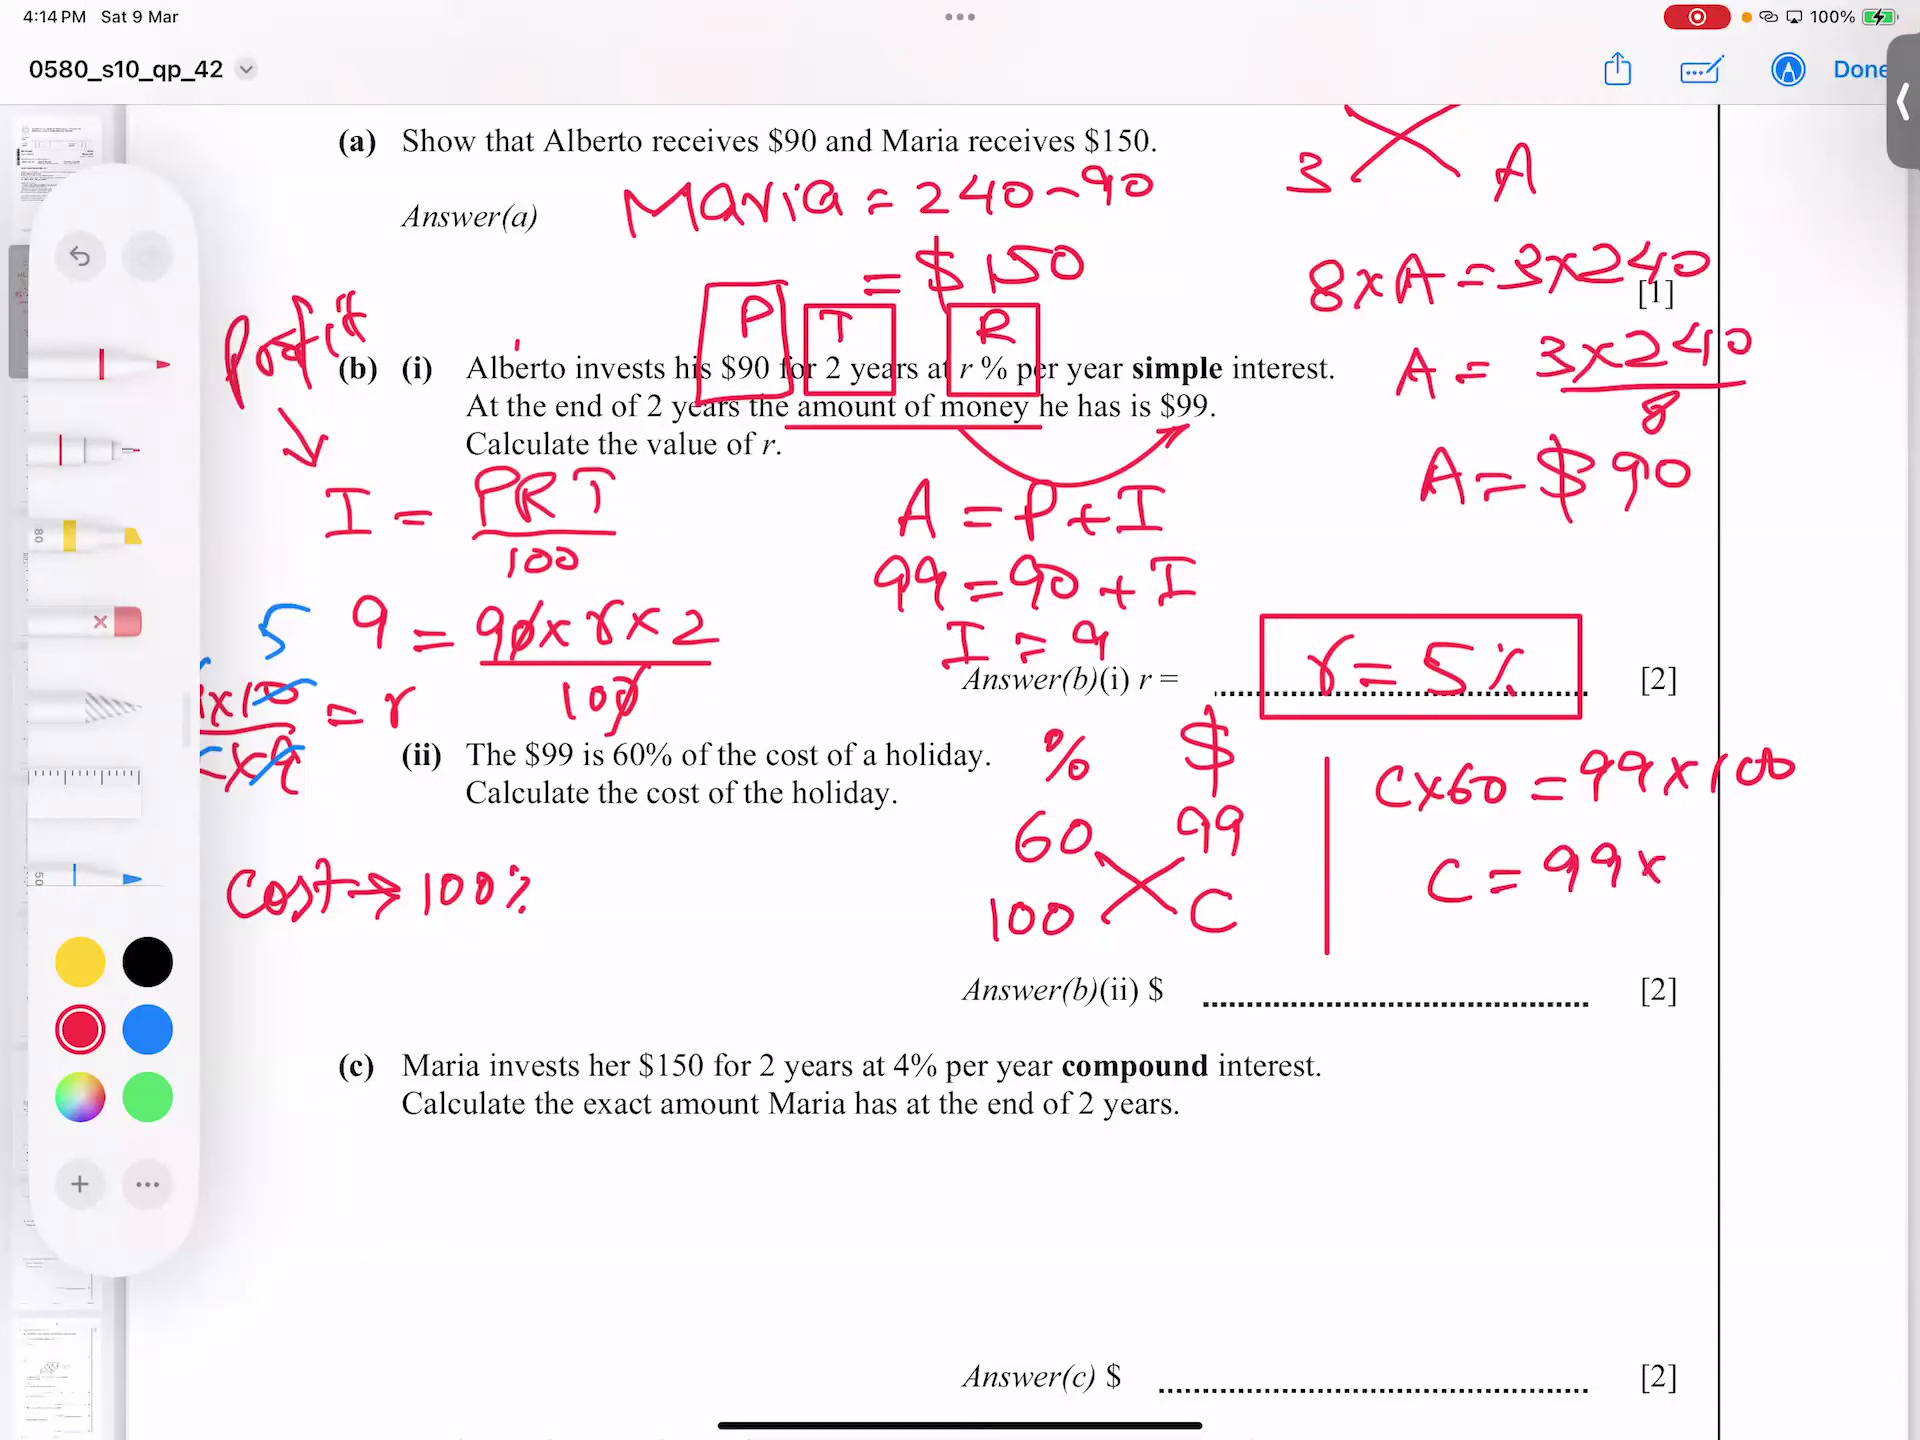 4:14 PM Sat 9 Mar
100%
0580_s10_qp_42
Done
(a) Show that Alberto receives $90 and Maria receives $150.
3 A
Maria = 240 - 90
Answer(a)
= $150
8 x A = 3 x 240
[1]
Profit
P T R
(b) (i) Alberto invests his $90 for 2 years at r % per year simple interest.
A = 3 x 240
8
At the end of 2 years the amount of money he has is $99.
Calculate the value of r.
A = $90
I = PRT
100
A = P + I
99 = 90 + I
5
9 = 90 x r x 2
100
I = 9
Answer(b)(i) r = r = 5% [2]
x 10 = r
x 9
(ii) The $99 is 60% of the cost of a holiday.
Calculate the cost of the holiday.
% $
60 99
100 C
C x 60 = 99 x 100
C = 99 x
Cost → 100%
Answer(b)(ii) $ [2]
(c) Maria invests her $150 for 2 years at 4% per year compound interest.
Calculate the exact amount Maria has at the end of 2 years.
Answer(c) $ [2]
80
50